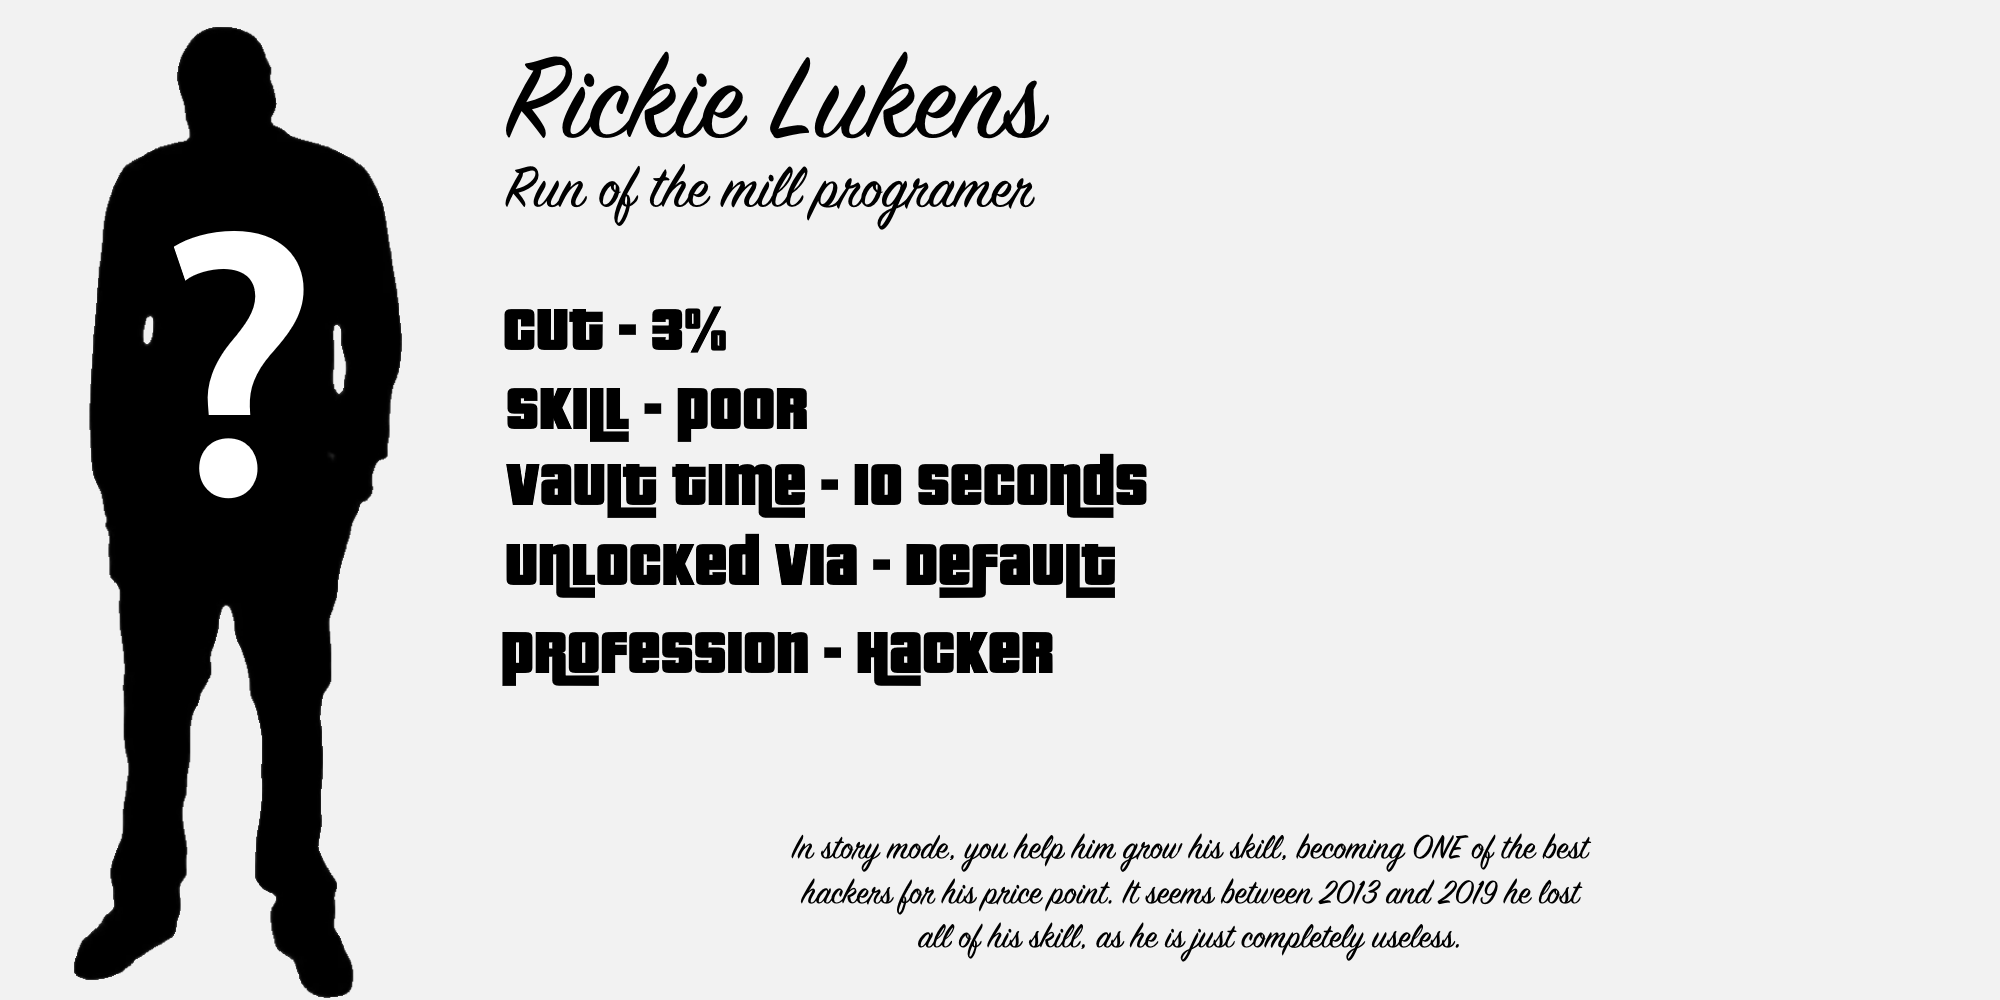 ?
Rickie Lukens
Run of the mill programer
Cut - 3%
Skill - Poor
Vault time - 10 seconds
Unlocked via - Default
Profession - Hacker
In story mode, you help him grow his skill, becoming ONE of the best
hackers for his price point. It seems between 2013 and 2019 he lost
all of his skill, as he is just completely useless.